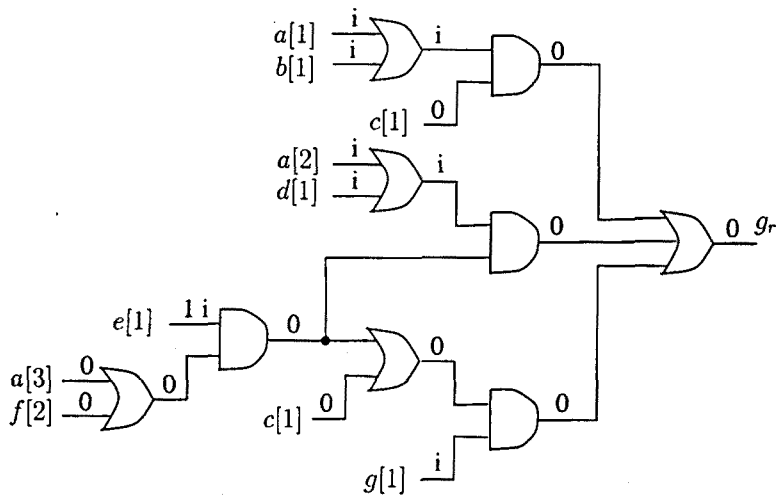 a[1] i
i 0
b[1] i
0
c[1]
a[2] i i
d[1] i
0
0 g_r
e[1] 1 i
0
0
a[3] 0 0
f[2] 0
0
c[1] 0
i
g[1]